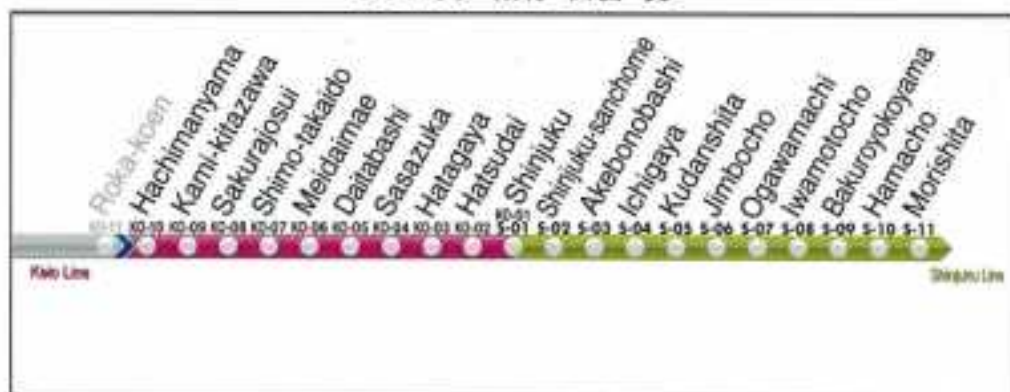 Roka-koen
Hachimanyama
Kami-kitazawa
Sakurajosui
Shimo-takaido
Meidaimae
Daitabashi
Sasazuka
Hatagaya
Hatsudai
Shinjuku
Shinjuku-sanchome
Akebonobashi
Ichigaya
Kudanshita
Jimbocho
Ogawamachi
Iwamotocho
Bakuroyokoyama
Hamacho
Morishita
KO-11 KO-10 KO-09 KO-08 KO-07 KO-06 KO-05 KO-04 KO-03 KO-02 KO-01
S-01 S-02 S-03 S-04 S-05 S-06 S-07 S-08 S-09 S-10 S-11
Keio Line
Shinjuku Line